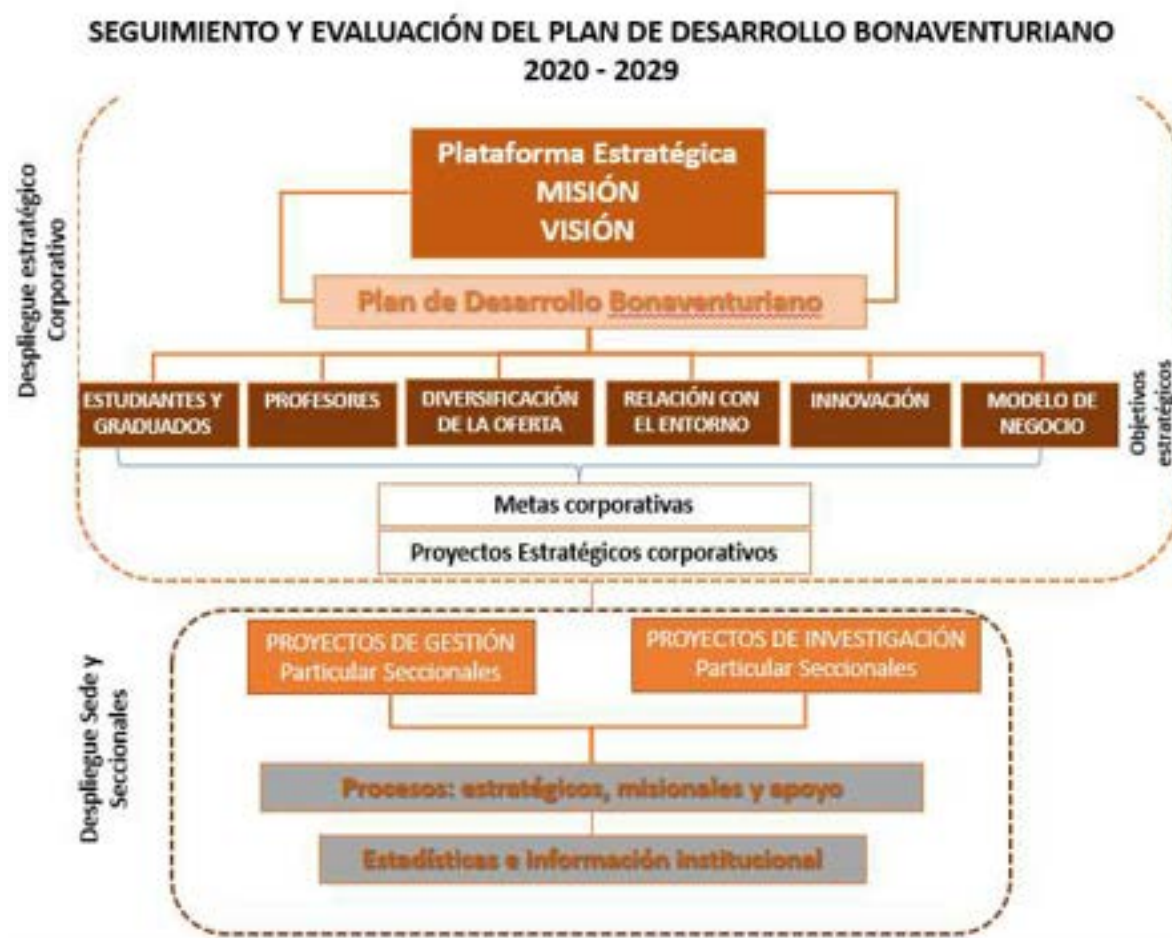 SEGUIMIENTO Y EVALUACIÓN DEL PLAN DE DESARROLLO BONAVENTURIANO
2020 - 2029
Despliegue estratégico
Corporativo
Plataforma Estratégica
MISIÓN
VISIÓN
Plan de Desarrollo Bonaventuriano
ESTUDIANTES Y
GRADUADOS
PROFESORES
DIVERSIFICACIÓN
DE LA OFERTA
RELACIÓN CON
EL ENTORNO
INNOVACIÓN
MODELO DE
NEGOCIO
Objetivos
estratégicos
Metas corporativas
Proyectos Estratégicos corporativos
Despliegue Sede y
Seccionales
PROYECTOS DE GESTIÓN
Particular Seccionales
PROYECTOS DE INVESTIGACIÓN
Particular Seccionales
Procesos: estratégicos, misionales y apoyo
Estadísticas e información institucional